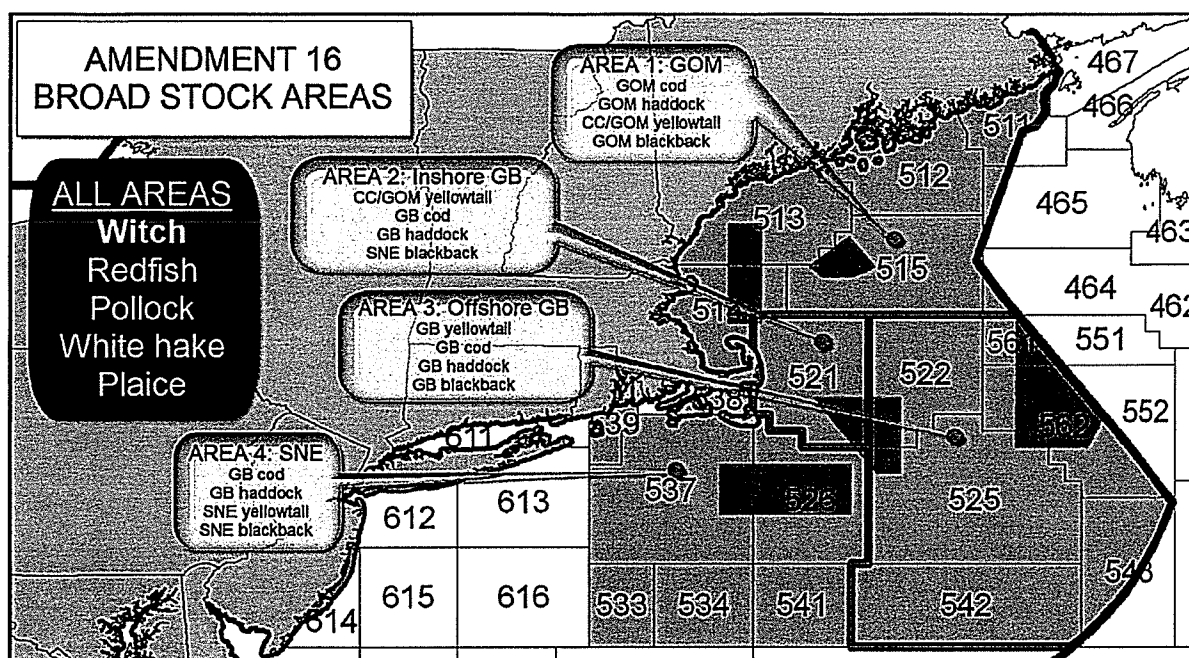 AMENDMENT 16
BROAD STOCK AREAS
ALL AREAS
Witch
Redfish
Pollock
White hake
Plaice
AREA 1: GOM
GOM cod
GOM haddock
CC/GOM yellowtail
GOM blackback
AREA 2: Inshore GB
CC/GOM yellowtail
GB cod
GB haddock
SNE blackback
AREA 3: Offshore GB
GB yellowtail
GB cod
GB haddock
GB blackback
AREA 4: SNE
GB cod
GB haddock
SNE yellowtail
SNE blackback
467
466
511
512
465
513
463
515
464
462
514
551
561
521
522
552
562
538
539
611
537
526
525
613
612
543
615
616
533
534
541
542
614